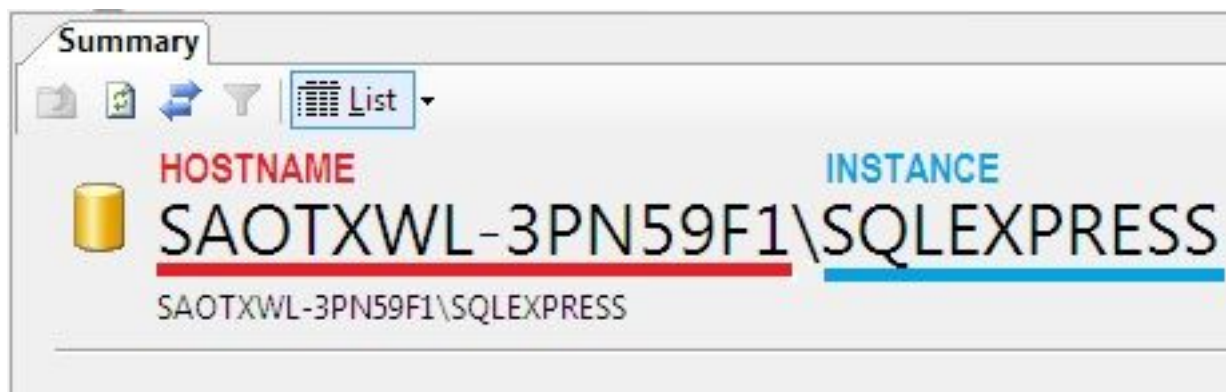 Summary
List
HOSTNAME INSTANCE
SAOTXWL-3PN59F1\SQLEXPRESS
SAOTXWL-3PN59F1\SQLEXPRESS